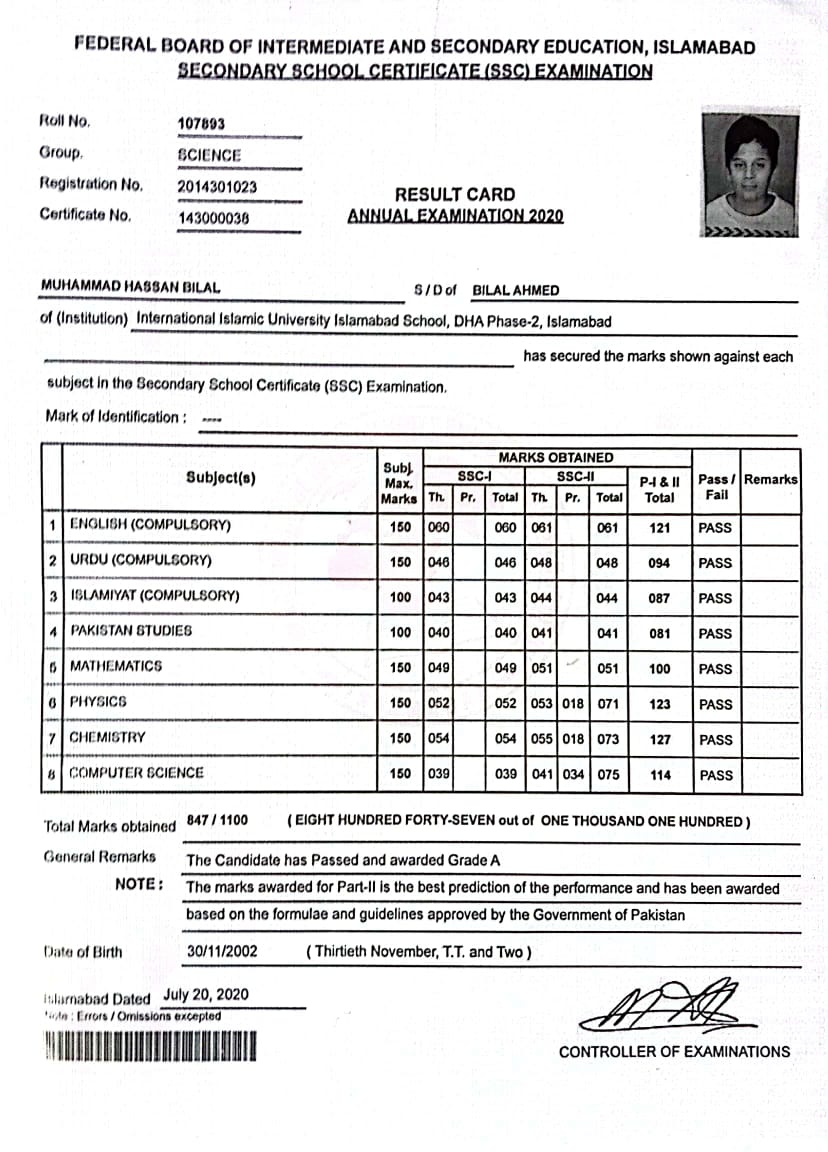 FEDERAL BOARD OF INTERMEDIATE AND SECONDARY EDUCATION, ISLAMABAD
SECONDARY SCHOOL CERTIFICATE (SSC) EXAMINATION
Roll No. 107893
Group. SCIENCE
Registration No. 2014301023
Certificate No. 143000036
RESULT CARD
ANNUAL EXAMINATION 2020
MUHAMMAD HASSAN BILAL S / D of BILAL AHMED
of (Institution) International Islamic University Islamabad School, DHA Phase-2, Islamabad
has secured the marks shown against each
subject in the Secondary School Certificate (SSC) Examination.
Mark of Identification : ----
Subject(s) Subj. Max. Marks MARKS OBTAINED Pass / Fail Remarks
SSC-I SSC-II P-I & II Total
Th. Pr. Total Th. Pr. Total
1 ENGLISH (COMPULSORY) 150 060 060 061 061 121 PASS
2 URDU (COMPULSORY) 150 046 046 048 048 094 PASS
3 ISLAMIYAT (COMPULSORY) 100 043 043 044 044 087 PASS
4 PAKISTAN STUDIES 100 040 040 041 041 081 PASS
5 MATHEMATICS 150 049 049 051 051 100 PASS
6 PHYSICS 150 052 052 053 018 071 123 PASS
7 CHEMISTRY 150 054 054 055 018 073 127 PASS
8 COMPUTER SCIENCE 150 039 039 041 034 075 114 PASS
Total Marks obtained 847 / 1100 ( EIGHT HUNDRED FORTY-SEVEN out of ONE THOUSAND ONE HUNDRED )
General Remarks The Candidate has Passed and awarded Grade A
NOTE : The marks awarded for Part-II is the best prediction of the performance and has been awarded
based on the formulae and guidelines approved by the Government of Pakistan
Date of Birth 30/11/2002 ( Thirtieth November, T.T. and Two )
Islamabad Dated July 20, 2020
Note : Errors / Omissions excepted
CONTROLLER OF EXAMINATIONS